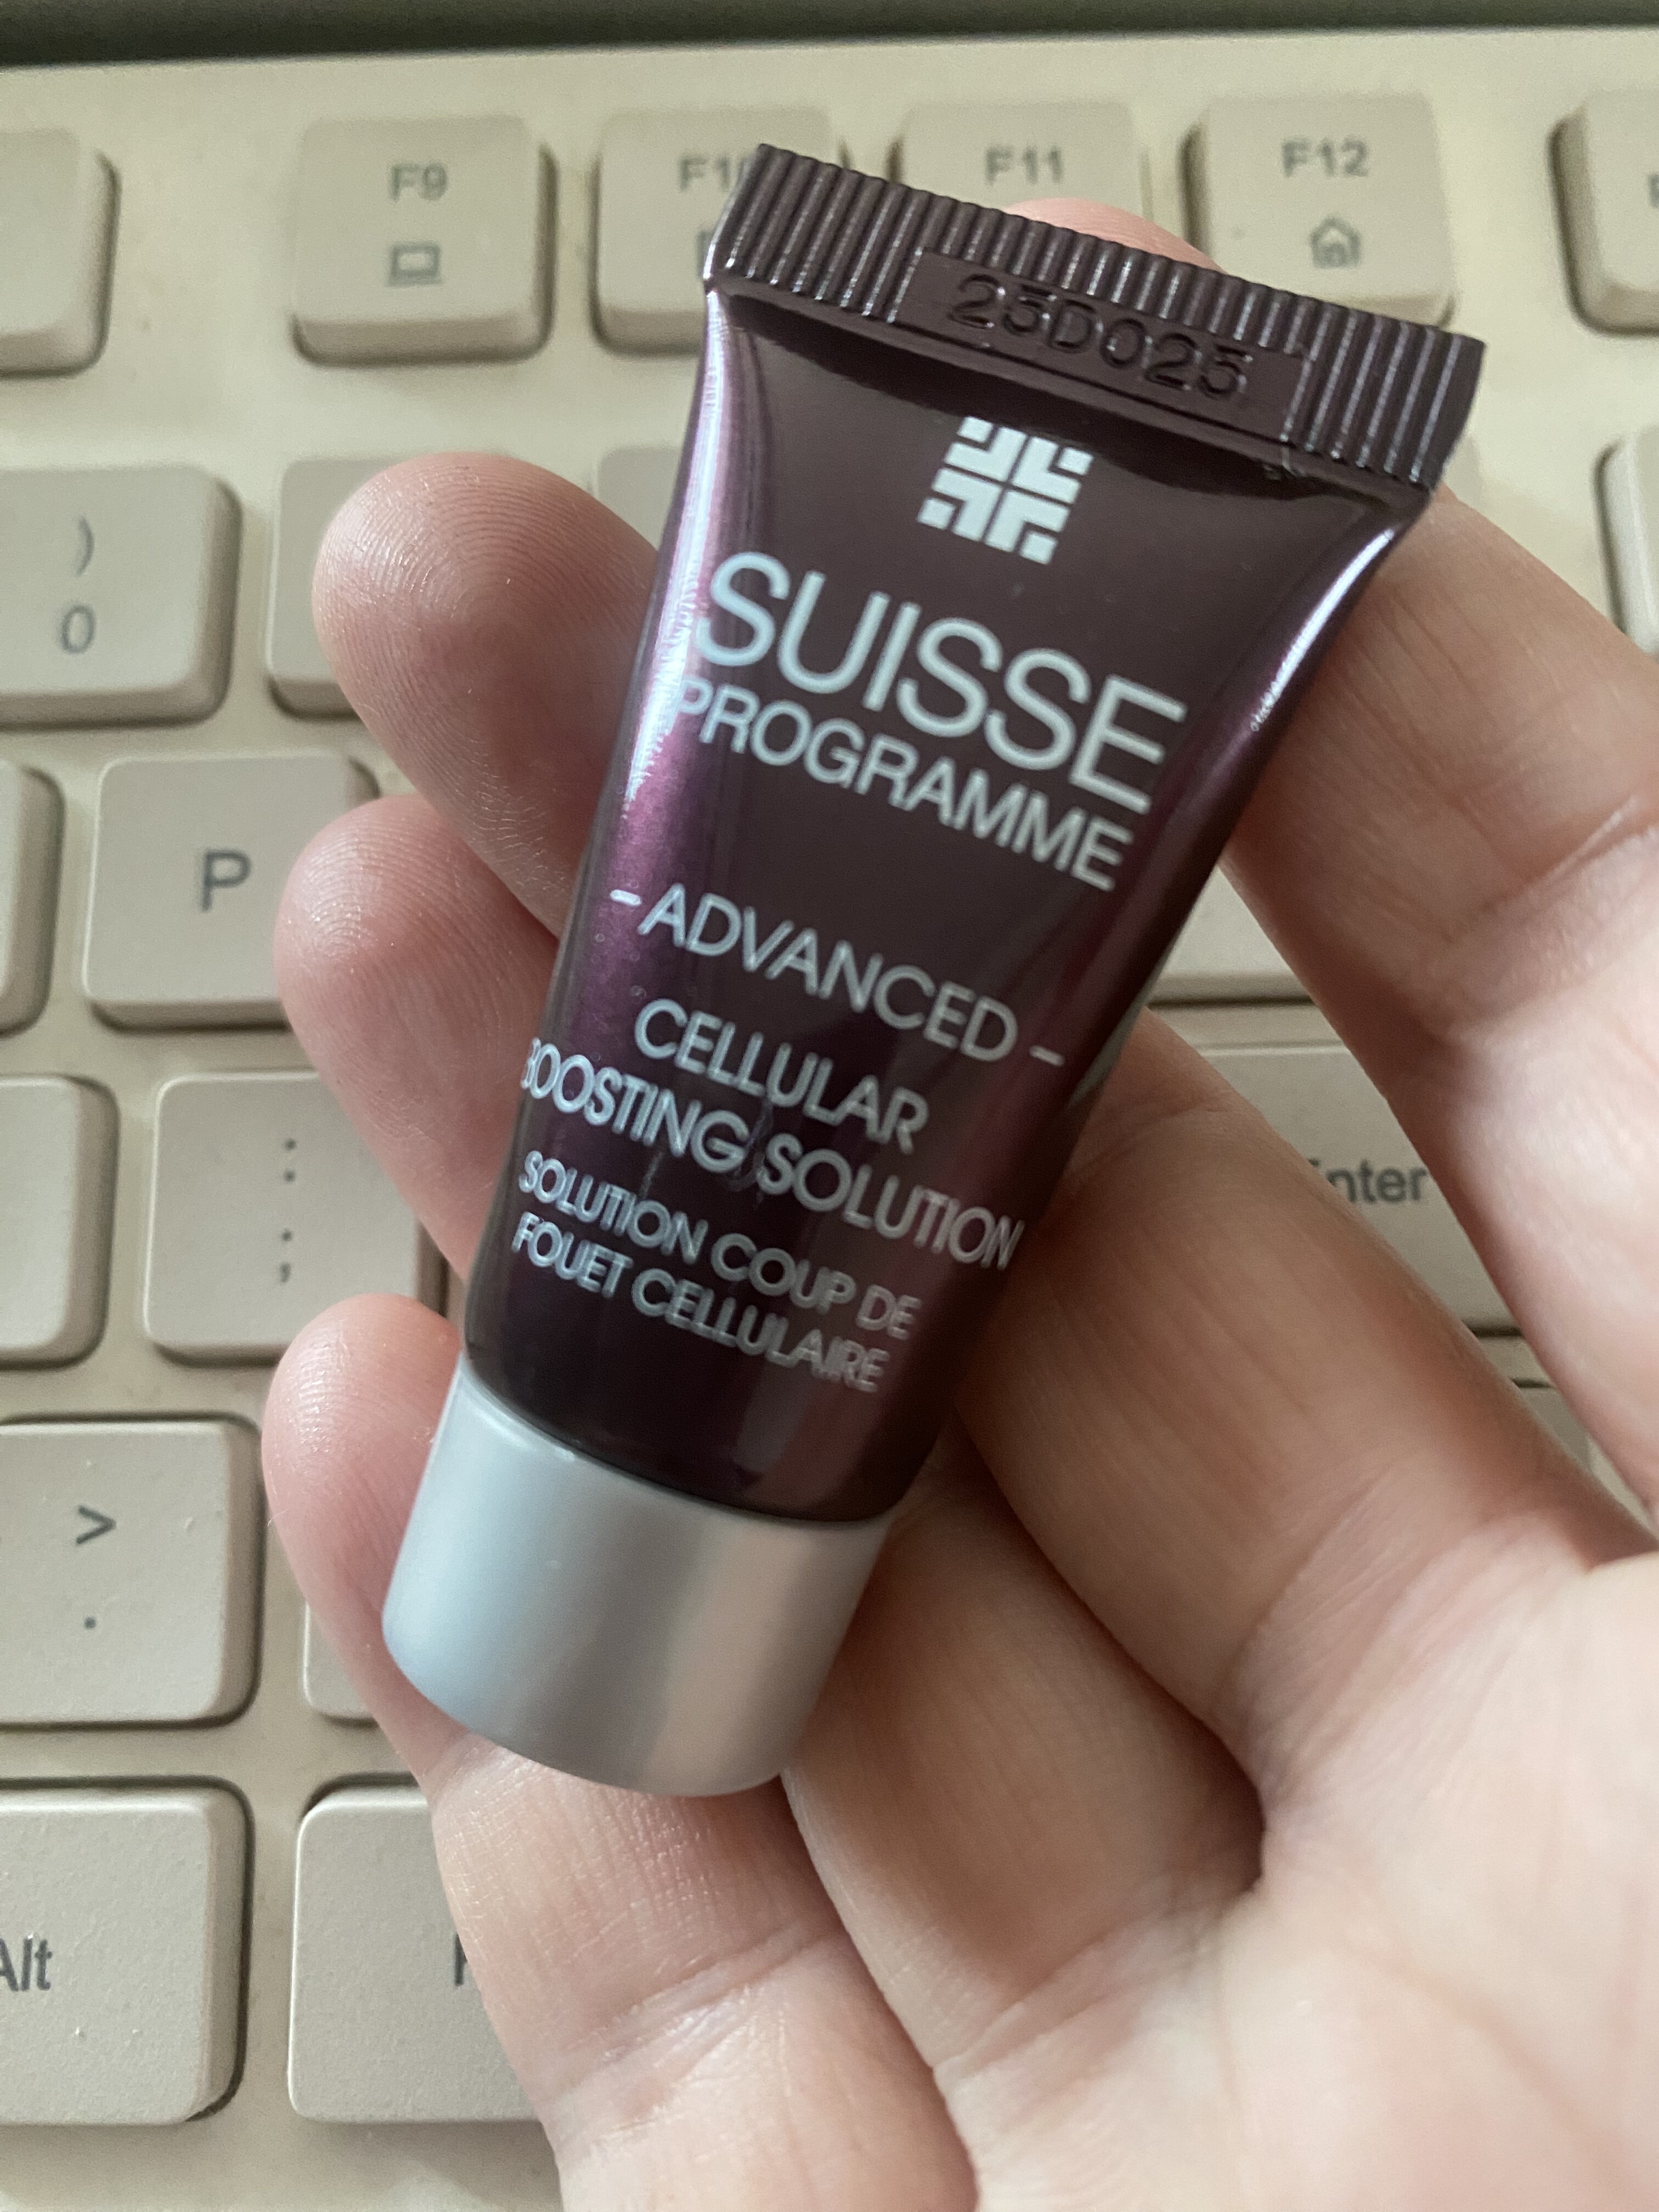 F9
F11
F12
25D025
SUISSE
PROGRAMME
- ADVANCED -
CELLULAR
BOOSTING SOLUTION
SOLUTION COUP DE
FOUET CELLULAIRE
)
0
P
:
;
Enter
>
.
Alt